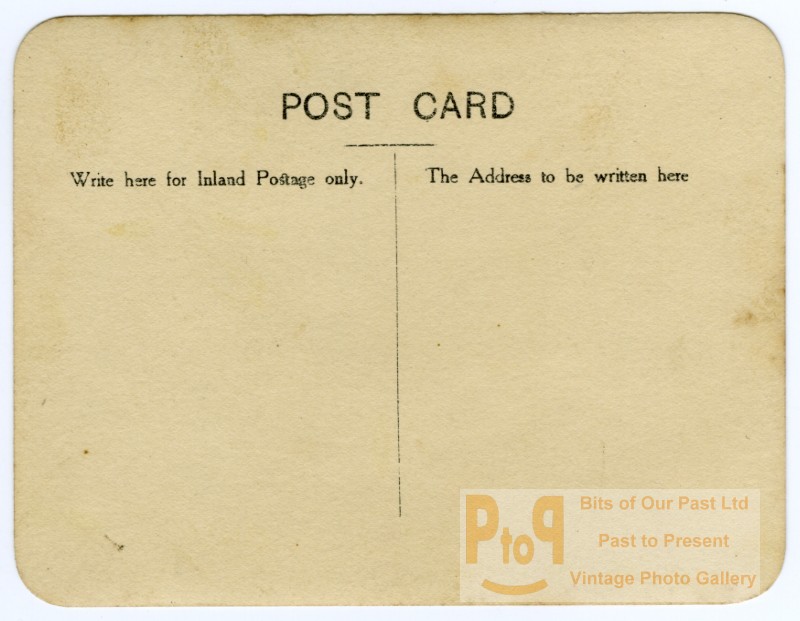 POST CARD
Write here for Inland Postage only.
The Address to be written here
PtoP
Bits of Our Past Ltd
Past to Present
Vintage Photo Gallery